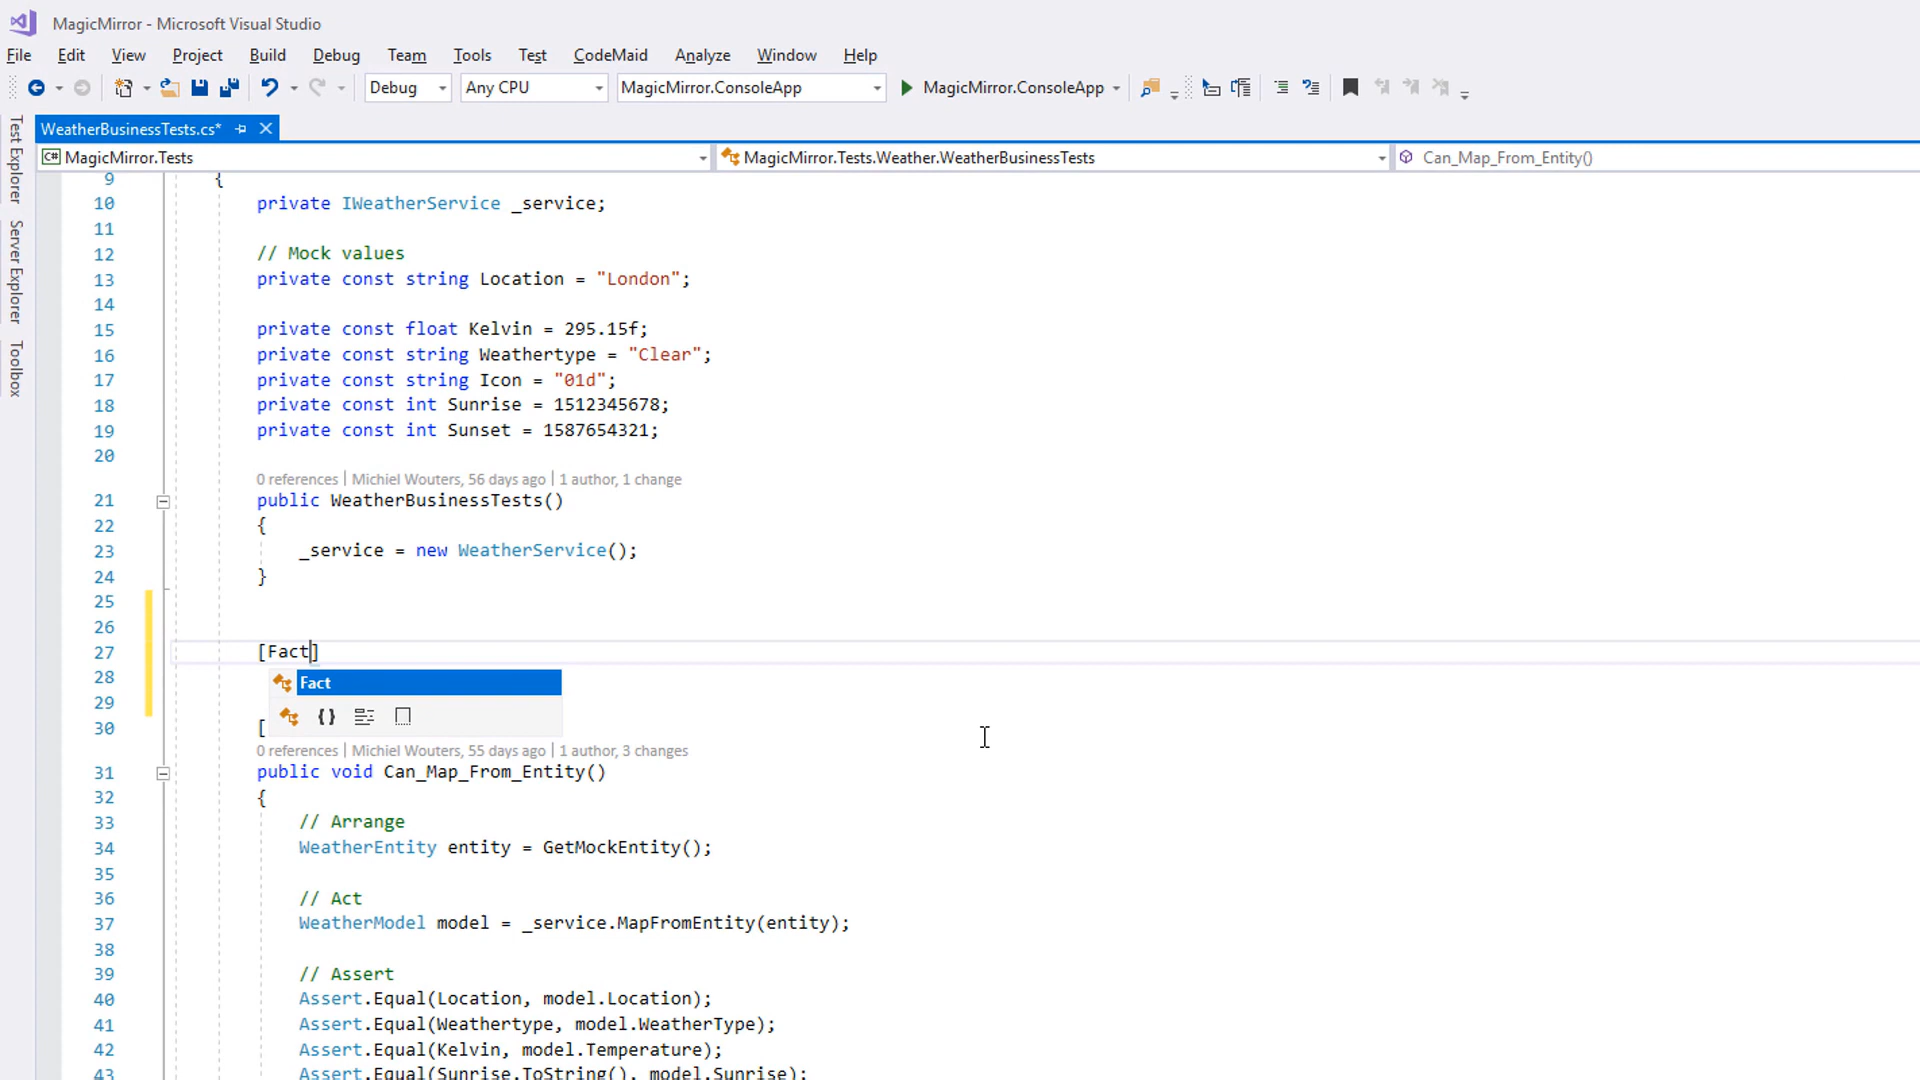 MagicMirror - Microsoft Visual Studio
File Edit View Project Build Debug Team Tools Test CodeMaid Analyze Window Help
Debug Any CPU MagicMirror.ConsoleApp MagicMirror.ConsoleApp
WeatherBusinessTests.cs*
C# MagicMirror.Tests MagicMirror.Tests.Weather.WeatherBusinessTests Can_Map_From_Entity()
Test Explorer
Server Explorer
Toolbox
9 {
10 private IWeatherService _service;
11
12 // Mock values
13 private const string Location = "London";
14
15 private const float Kelvin = 295.15f;
16 private const string Weathertype = "Clear";
17 private const string Icon = "01d";
18 private const int Sunrise = 1512345678;
19 private const int Sunset = 1587654321;
20
0 references | Michiel Wouters, 56 days ago | 1 author, 1 change
21 public WeatherBusinessTests()
22 {
23 _service = new WeatherService();
24 }
25
26
27 [Fact]
28 Fact
29 {}
30 [
0 references | Michiel Wouters, 55 days ago | 1 author, 3 changes
31 public void Can_Map_From_Entity()
32 {
33 // Arrange
34 WeatherEntity entity = GetMockEntity();
35
36 // Act
37 WeatherModel model = _service.MapFromEntity(entity);
38
39 // Assert
40 Assert.Equal(Location, model.Location);
41 Assert.Equal(Weathertype, model.WeatherType);
42 Assert.Equal(Kelvin, model.Temperature);
43 Assert.Equal(Sunrise.ToString(), model.Sunrise);